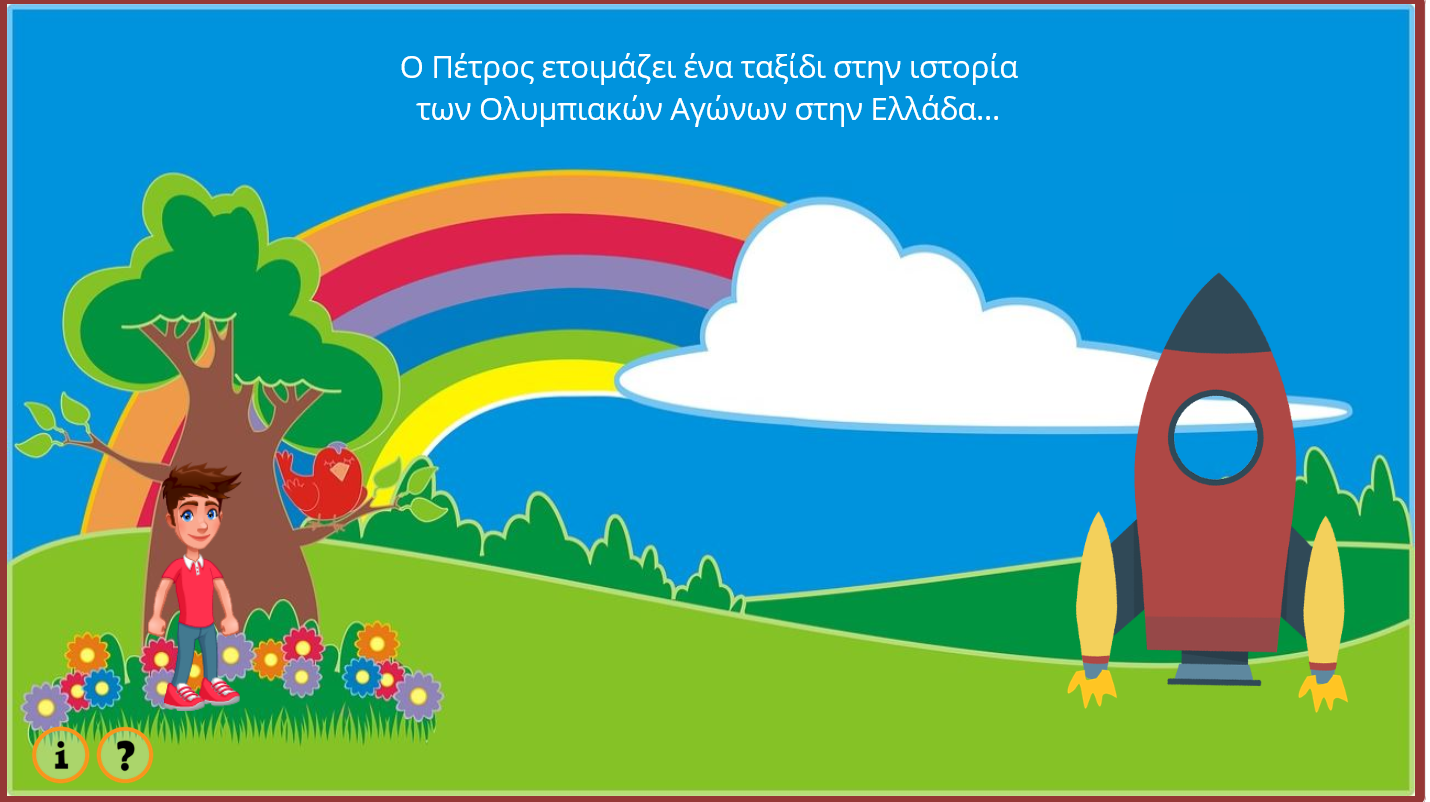 Ο Πέτρος ετοιμάζει ένα ταξίδι στην ιστορία
των Ολυμπιακών Αγώνων στην Ελλάδα...
i ?